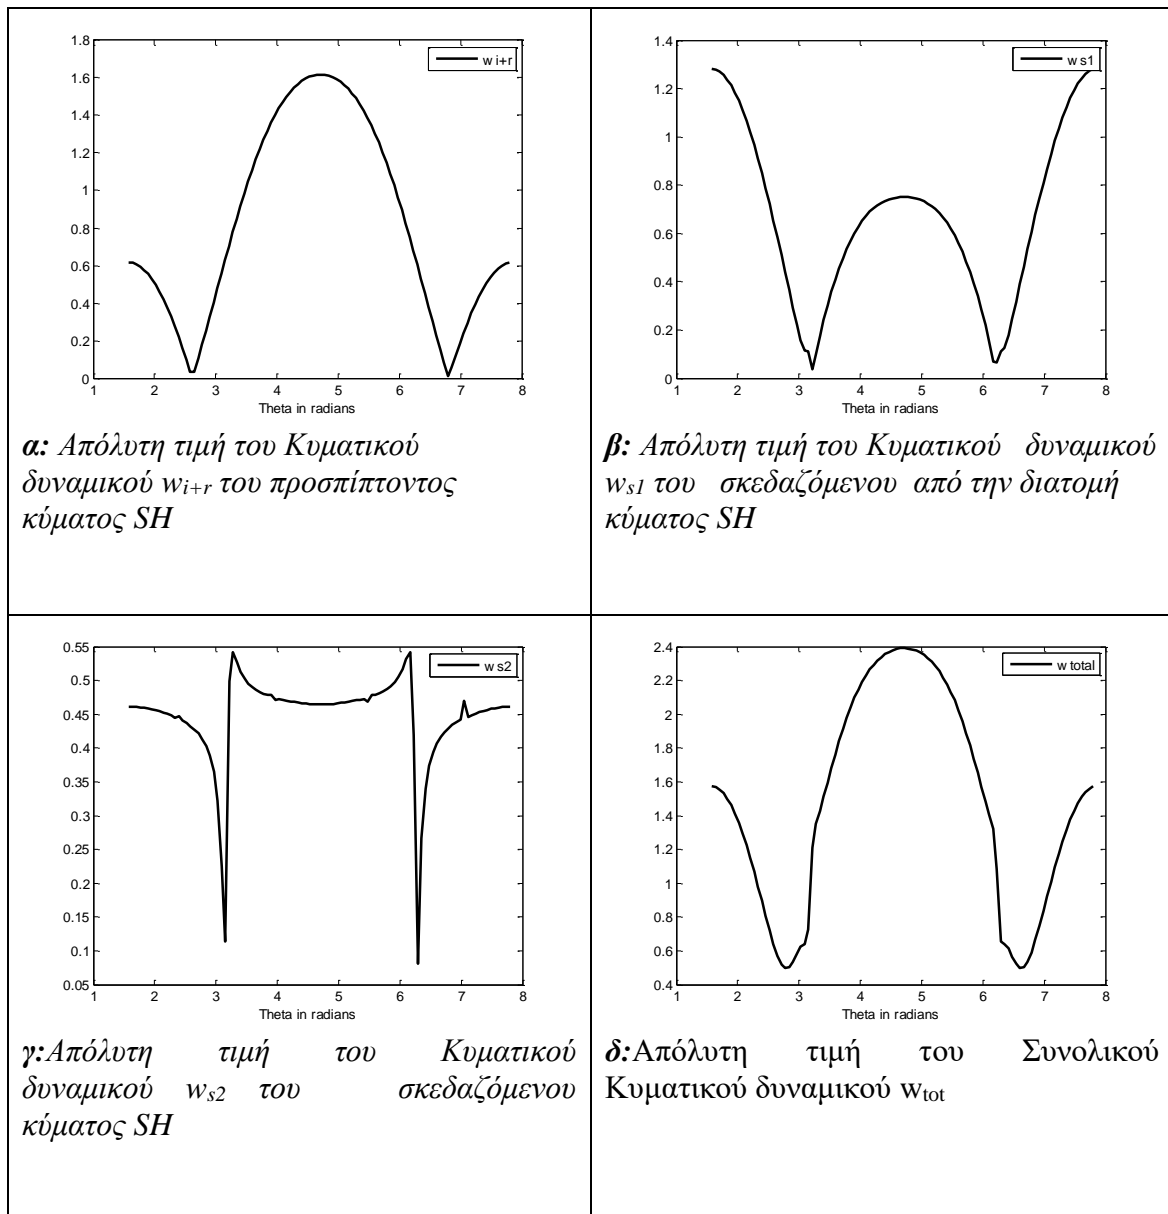 1.8
1.6
1.4
1.2
1
0.8
0.6
0.4
0.2
0
1 2 3 4 5 6 7 8
Theta in radians
w i+r
α: Απόλυτη τιμή του Κυματικού
δυναμικού wi+r του προσπίπτοντος
κύματος SH
1.4
1.2
1
0.8
0.6
0.4
0.2
0
1 2 3 4 5 6 7 8
Theta in radians
w s1
β: Απόλυτη τιμή του Κυματικού δυναμικού
ws1 του σκεδαζόμενου από την διατομή
κύματος SH
0.55
0.5
0.45
0.4
0.35
0.3
0.25
0.2
0.15
0.1
0.05
1 2 3 4 5 6 7 8
Theta in radians
w s2
γ:Απόλυτη τιμή του Κυματικού
δυναμικού ws2 του σκεδαζόμενου
κύματος SH
2.4
2.2
2
1.8
1.6
1.4
1.2
1
0.8
0.6
0.4
1 2 3 4 5 6 7 8
Theta in radians
w total
δ:Απόλυτη τιμή του Συνολικού
Κυματικού δυναμικού wtot